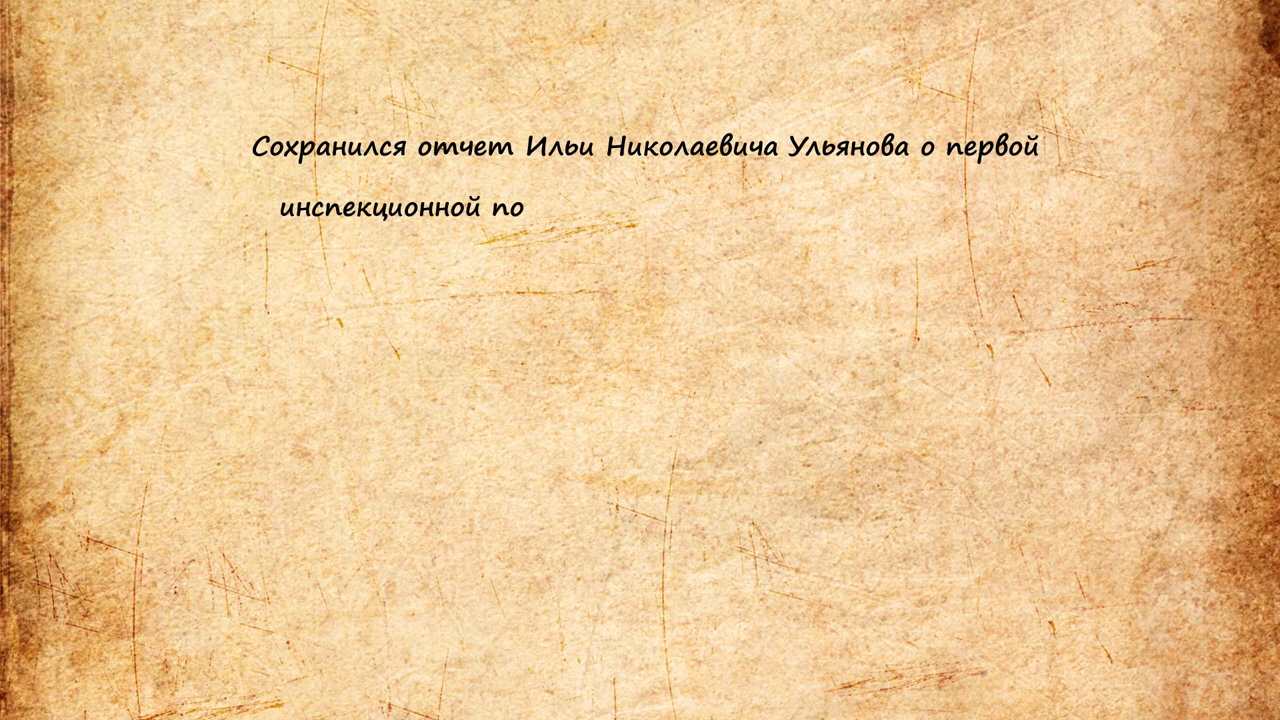 Сохранился отчет Ильи Николаевича Ульянова о первой
инспекционной по